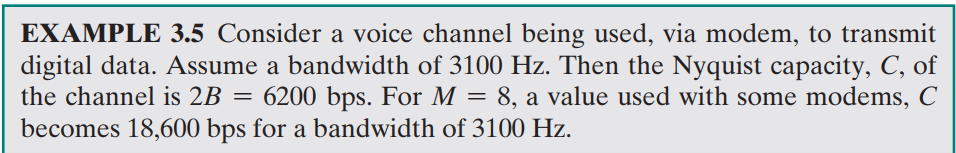 EXAMPLE 3.5 Consider a voice channel being used, via modem, to transmit
digital data. Assume a bandwidth of 3100 Hz. Then the Nyquist capacity, C, of
the channel is 2B = 6200 bps. For M = 8, a value used with some modems, C
becomes 18,600 bps for a bandwidth of 3100 Hz.